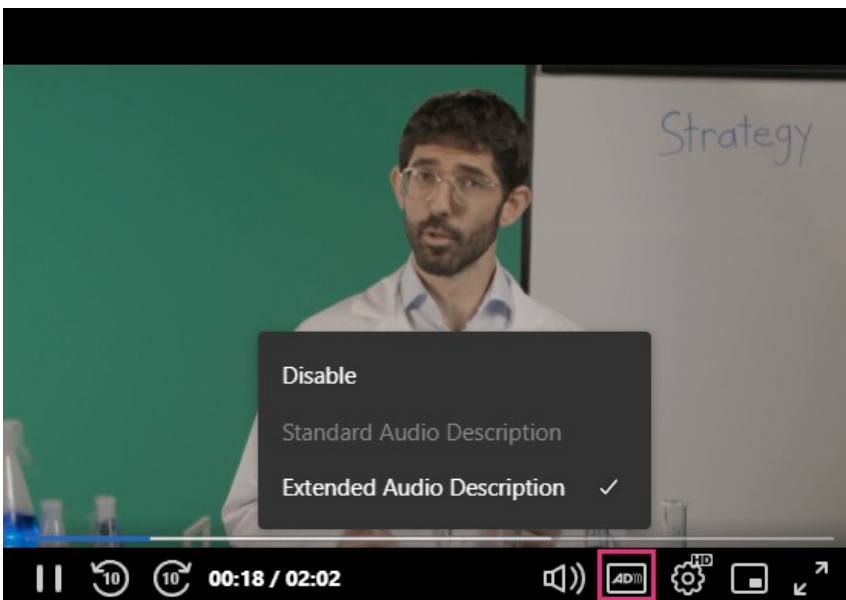 Strategy
Disable
Standard Audio Description
Extended Audio Description
10
10
00:18 / 02:02
AD
HD